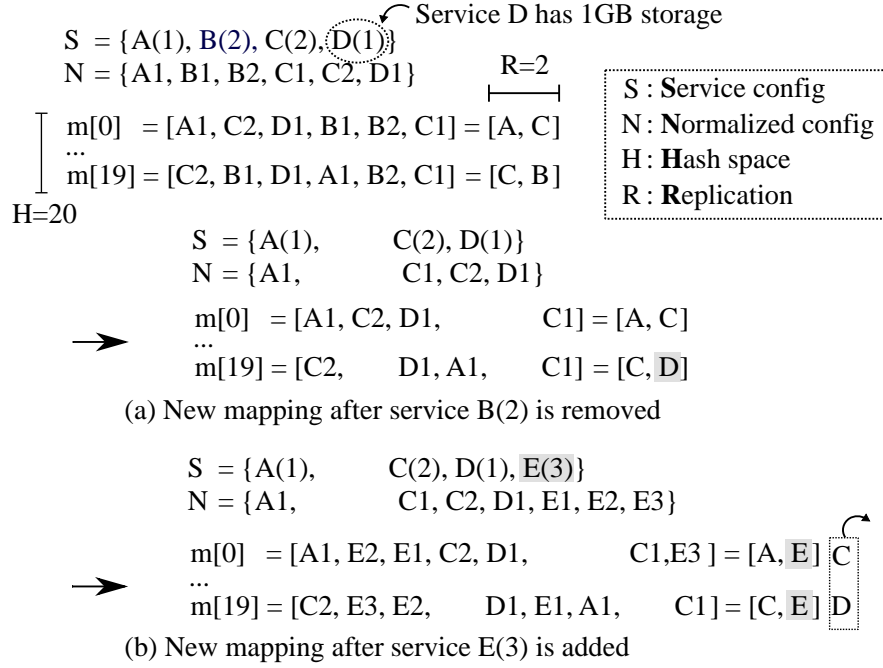 Service D has 1GB storage
S = {A(1), B(2), C(2), D(1)}
N = {A1, B1, B2, C1, C2, D1}
R=2
m[0] = [A1, C2, D1, B1, B2, C1] = [A, C]
...
m[19] = [C2, B1, D1, A1, B2, C1] = [C, B]
H=20
S : Service config
N : Normalized config
H : Hash space
R : Replication
S = {A(1), C(2), D(1)}
N = {A1, C1, C2, D1}
m[0] = [A1, C2, D1, C1] = [A, C]
...
m[19] = [C2, D1, A1, C1] = [C, D]
(a) New mapping after service B(2) is removed
S = {A(1), C(2), D(1), E(3)}
N = {A1, C1, C2, D1, E1, E2, E3}
m[0] = [A1, E2, E1, C2, D1, C1,E3 ] = [A, E] C
...
m[19] = [C2, E3, E2, D1, E1, A1, C1] = [C, E] D
(b) New mapping after service E(3) is added